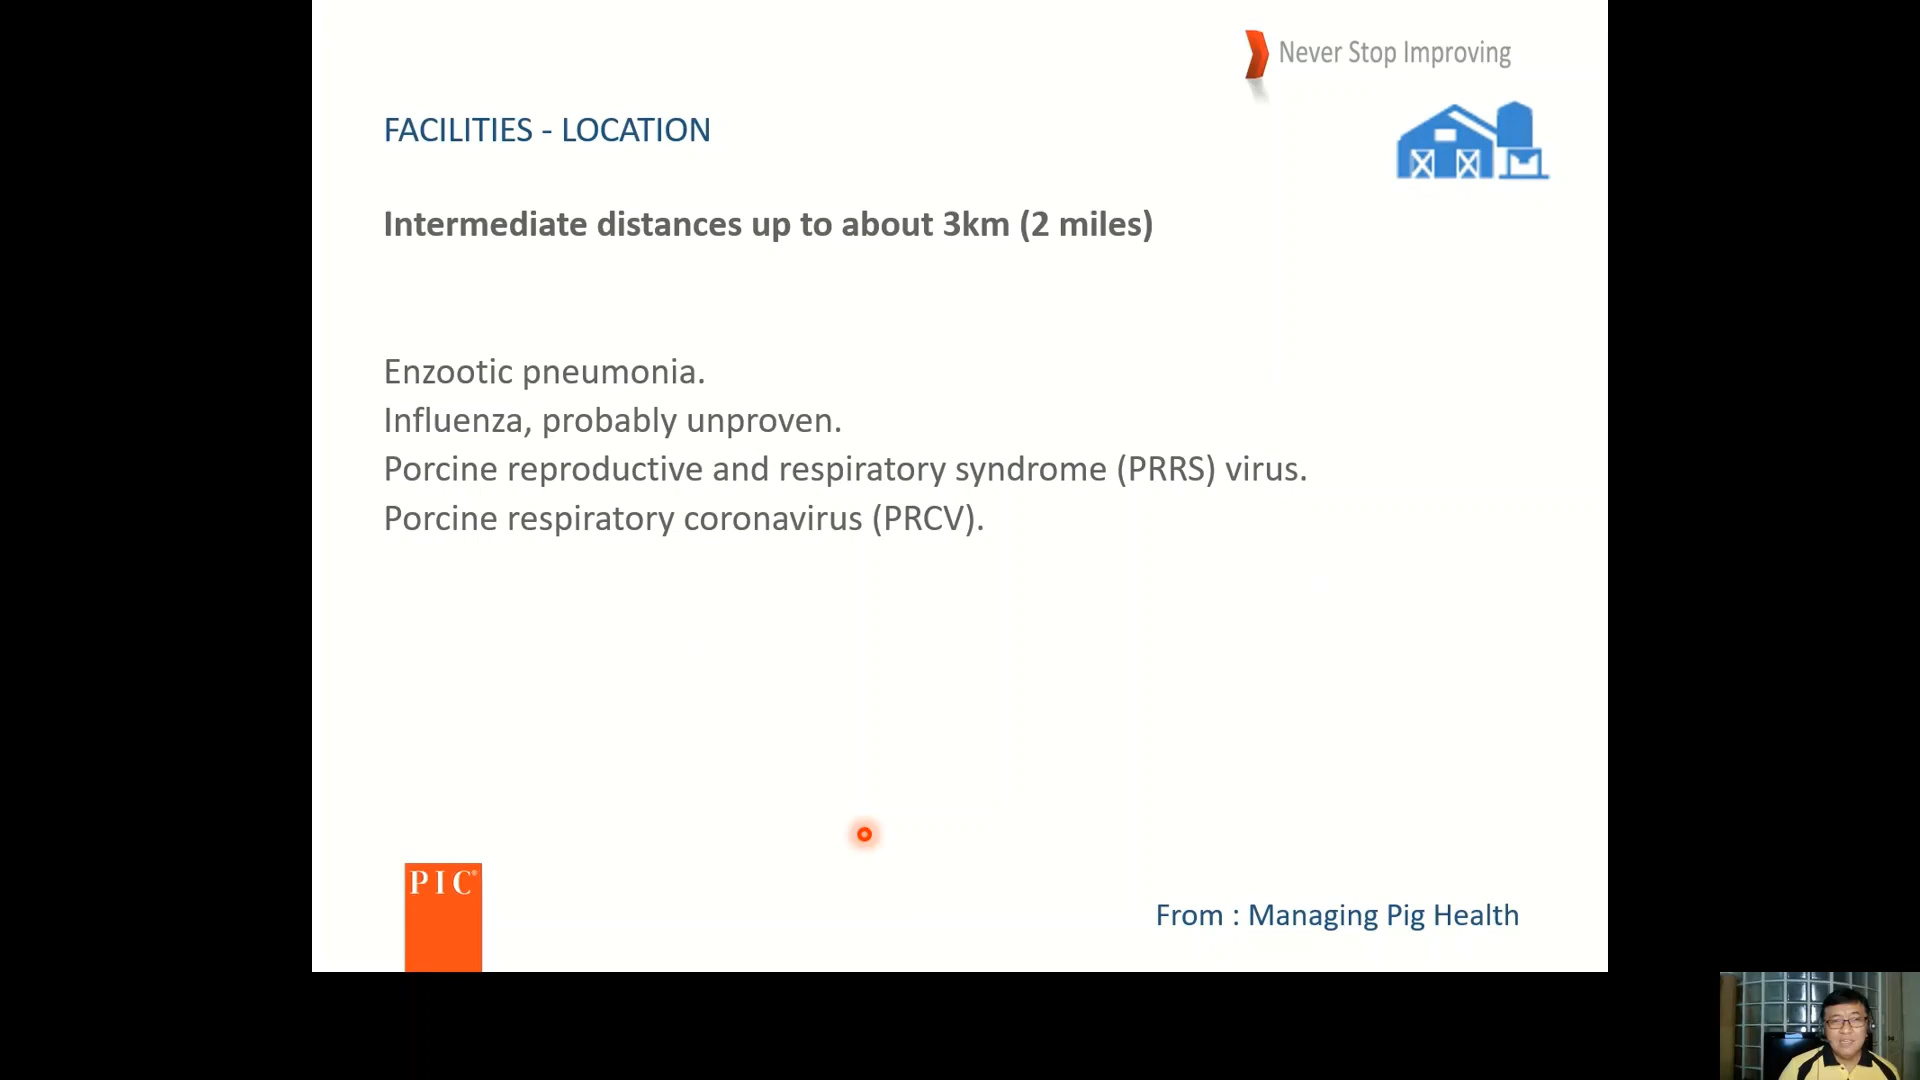 Never Stop Improving
FACILITIES - LOCATION
Intermediate distances up to about 3km (2 miles)
Enzootic pneumonia.
Influenza, probably unproven.
Porcine reproductive and respiratory syndrome (PRRS) virus.
Porcine respiratory coronavirus (PRCV).
PIC®
From : Managing Pig Health